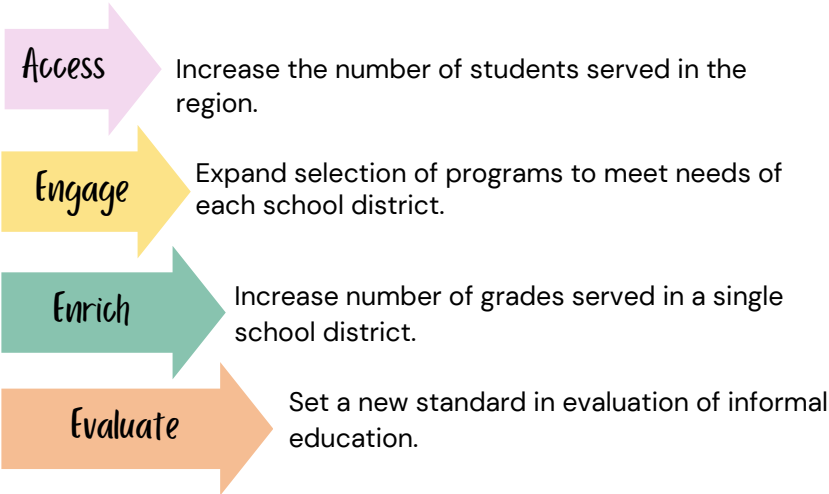 Access
Increase the number of students served in the
region.
Engage
Expand selection of programs to meet needs of
each school district.
Enrich
Increase number of grades served in a single
school district.
Evaluate
Set a new standard in evaluation of informal
education.